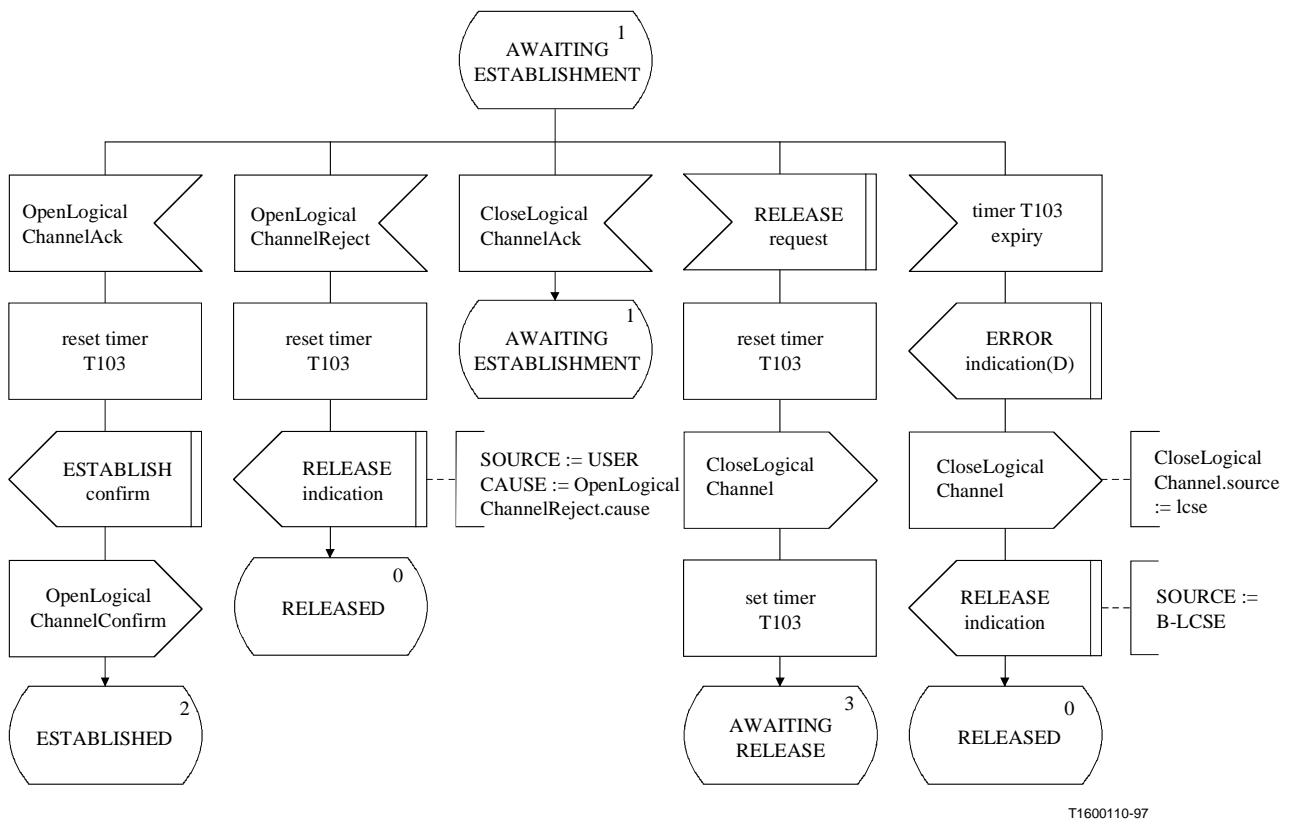 1
AWAITING
ESTABLISHMENT
OpenLogical
ChannelAck
OpenLogical
ChannelReject
CloseLogical
ChannelAck
RELEASE
request
timer T103
expiry
reset timer
T103
reset timer
T103
1
AWAITING
ESTABLISHMENT
reset timer
T103
ERROR
indication(D)
ESTABLISH
confirm
RELEASE
indication
SOURCE := USER
CAUSE := OpenLogical
ChannelReject.cause
CloseLogical
Channel
CloseLogical
Channel
CloseLogical
Channel.source
:= lcse
OpenLogical
ChannelConfirm
0
RELEASED
set timer
T103
RELEASE
indication
SOURCE :=
B-LCSE
2
ESTABLISHED
3
AWAITING
RELEASE
0
RELEASED
T1600110-97